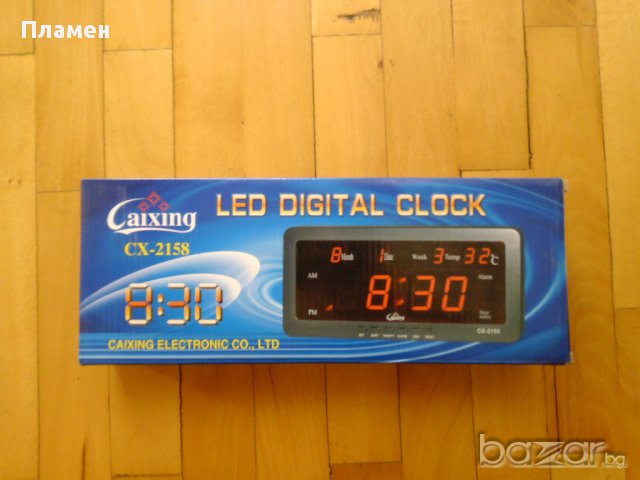 Пламен
Caixing
CX-2158
LED DIGITAL CLOCK
8 Month 1 Date Week 3 Temp 32 °C
AM
Alarm
8:30
8:30
PM
Caixing
CX-2158
CAIXING ELECTRONIC CO., LTD
bazar.bg